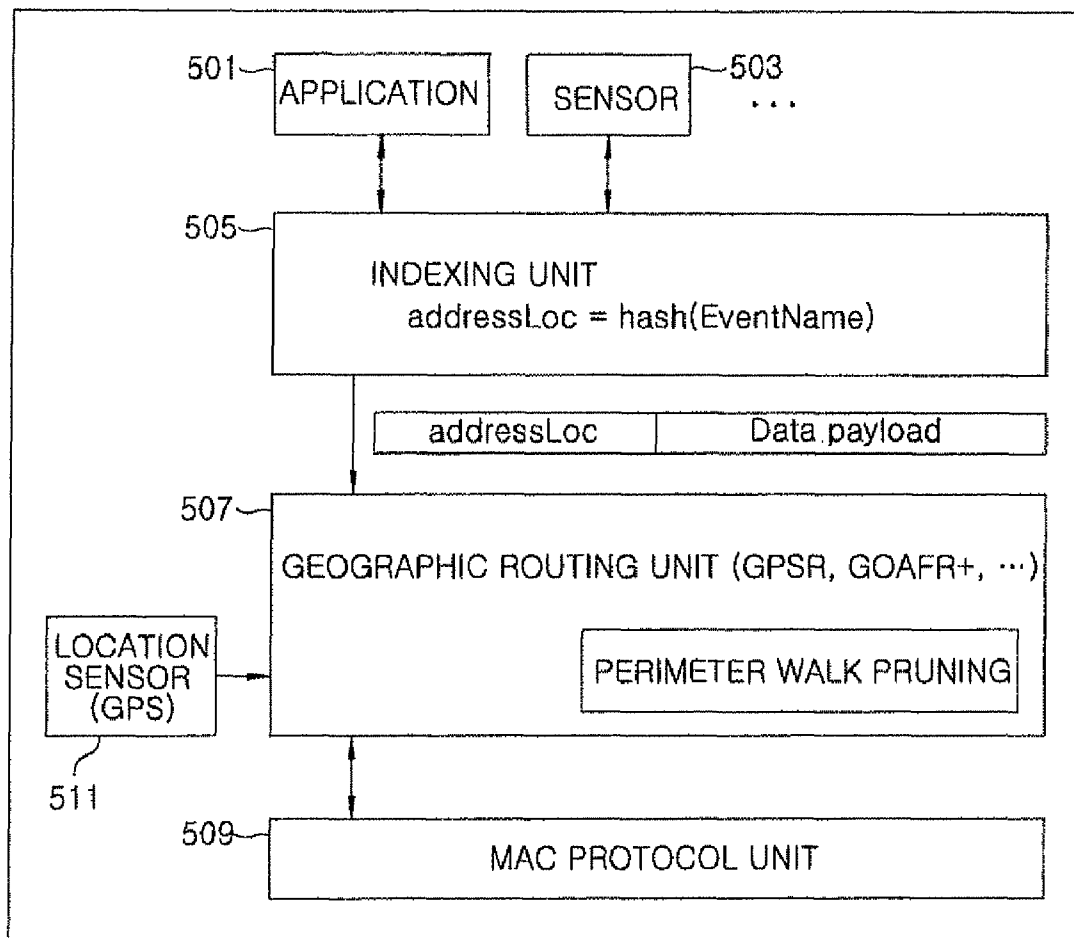 501
APPLICATION
503
SENSOR
...
505
INDEXING UNIT
addressLoc = hash(EventName)
addressLoc
Data payload
507
GEOGRAPHIC ROUTING UNIT (GPSR, GOAFR+, ···)
LOCATION
SENSOR
(GPS)
PERIMETER WALK PRUNING
511
509
MAC PROTOCOL UNIT